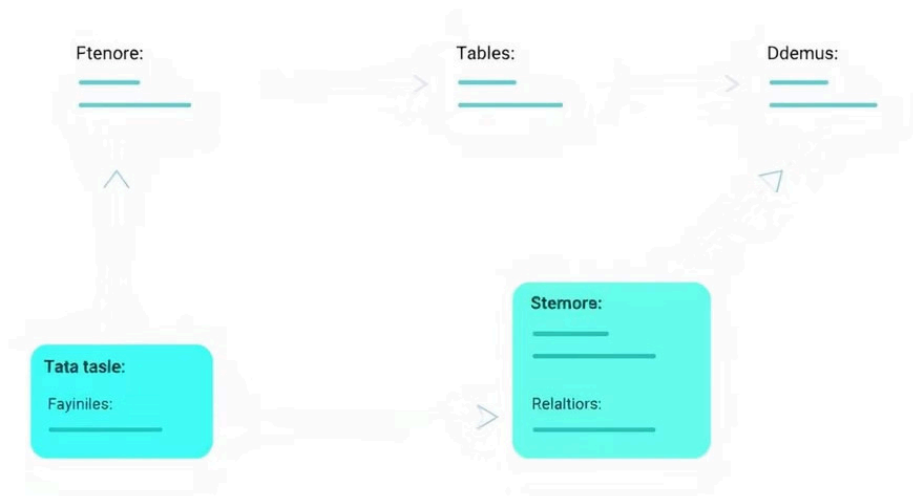 Ftenore:
Tables:
Ddemus:
Stemore:
Tata tasle:
Fayiniles:
Relaltiors: